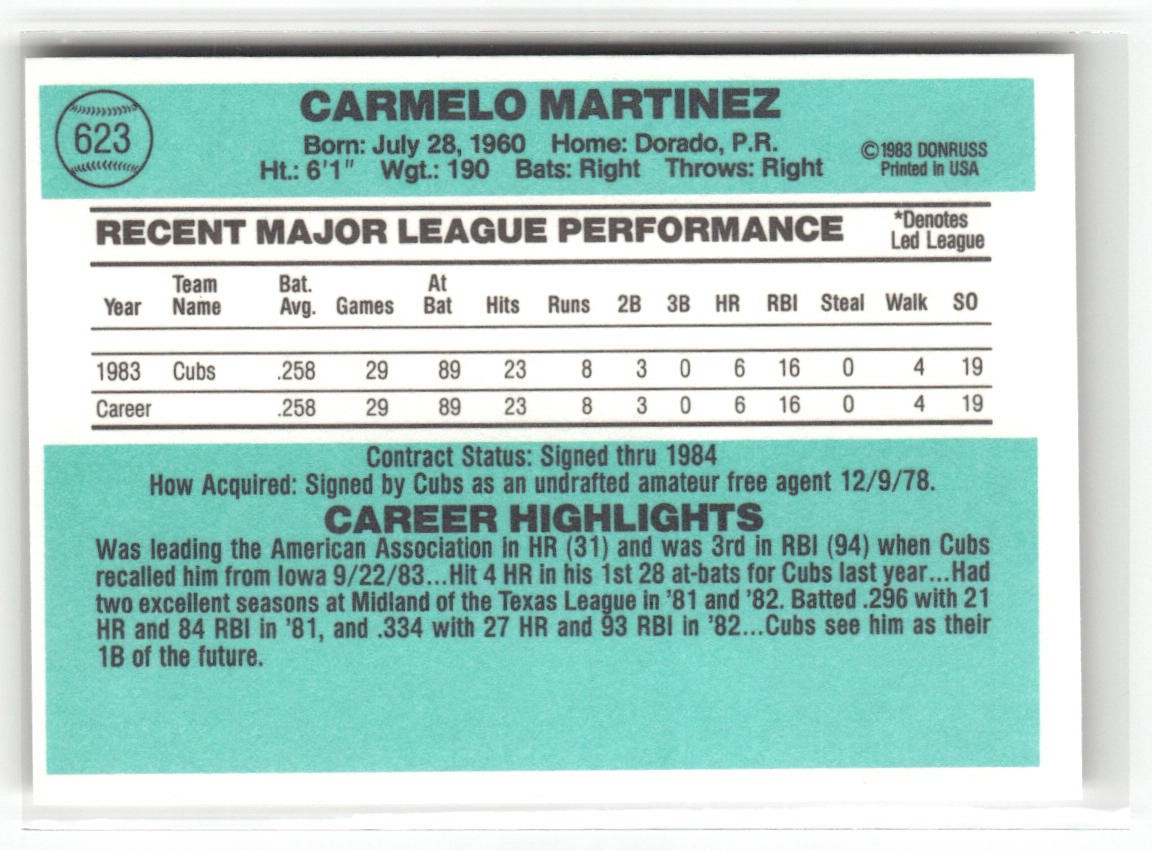 623
CARMELO MARTINEZ
Born: July 28, 1960 Home: Dorado, P.R.
Ht.: 6'1" Wgt.: 190 Bats: Right Throws: Right
©1983 DONRUSS
Printed in USA
RECENT MAJOR LEAGUE PERFORMANCE
*Denotes
Led League
Year Team Name Bat. Avg. Games At Bat Hits Runs 2B 3B HR RBI Steal Walk SO
1983 Cubs .258 29 89 23 8 3 0 6 16 0 4 19
Career .258 29 89 23 8 3 0 6 16 0 4 19
Contract Status: Signed thru 1984
How Acquired: Signed by Cubs as an undrafted amateur free agent 12/9/78.
CAREER HIGHLIGHTS
Was leading the American Association in HR (31) and was 3rd in RBI (94) when Cubs
recalled him from Iowa 9/22/83...Hit 4 HR in his 1st 28 at-bats for Cubs last year...Had
two excellent seasons at Midland of the Texas League in '81 and '82. Batted .296 with 21
HR and 84 RBI in '81, and .334 with 27 HR and 93 RBI in '82...Cubs see him as their
1B of the future.